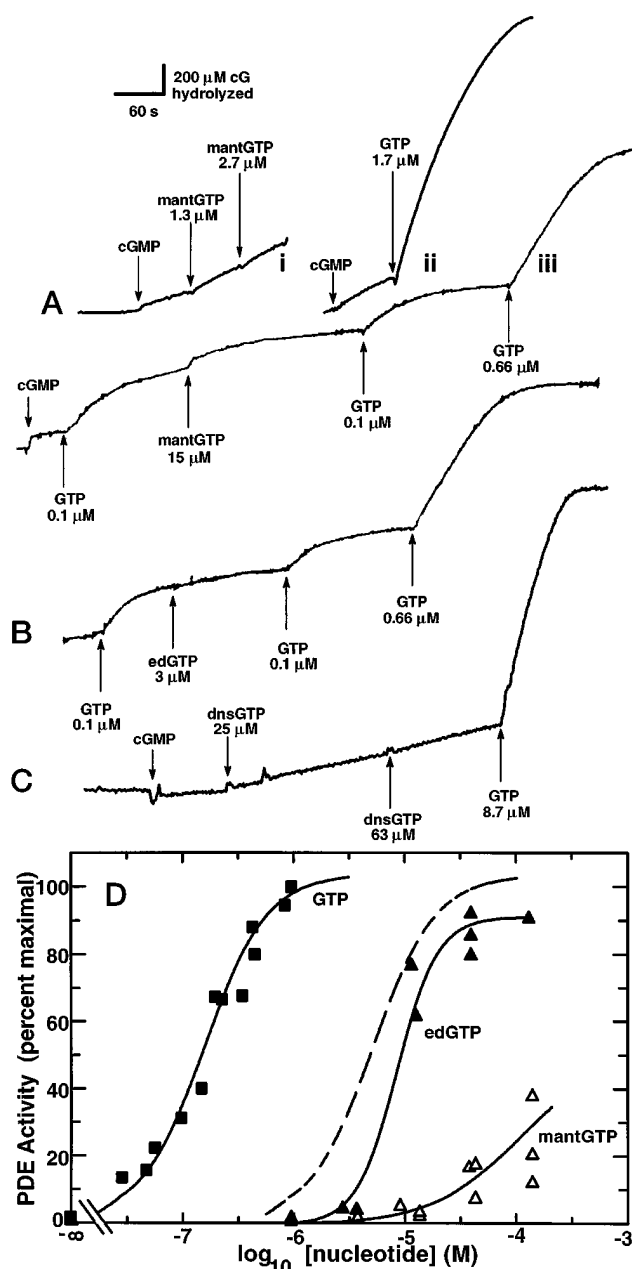 200 µM cG
hydrolyzed
60 s
mantGTP
2.7 µM
mantGTP
1.3 µM
cGMP
i
A
GTP
1.7 µM
cGMP
ii
iii
cGMP
GTP
0.1 µM
mantGTP
15 µM
GTP
0.1 µM
GTP
0.66 µM
B
GTP
0.1 µM
edGTP
3 µM
GTP
0.1 µM
GTP
0.66 µM
C
cGMP
dnsGTP
25 µM
dnsGTP
63 µM
GTP
8.7 µM
D
PDE Activity (percent maximal)
100
80
60
40
20
0
GTP
edGTP
mantGTP
-∞ -7 -6 -5 -4 -3
log10 [nucleotide] (M)